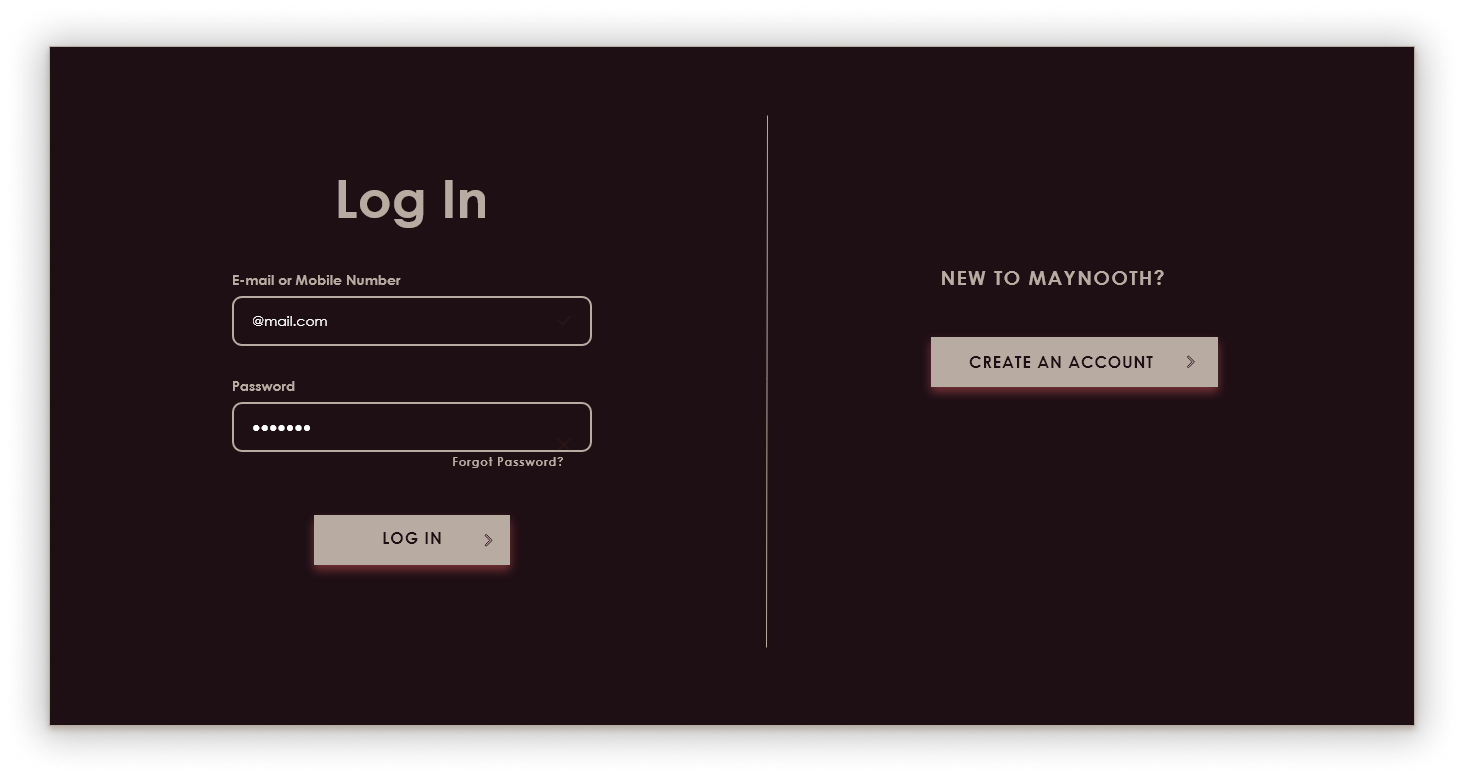 Log In
E-mail or Mobile Number
@mail.com
Password
•••••••
Forgot Password?
LOG IN
NEW TO MAYNOOTH?
CREATE AN ACCOUNT